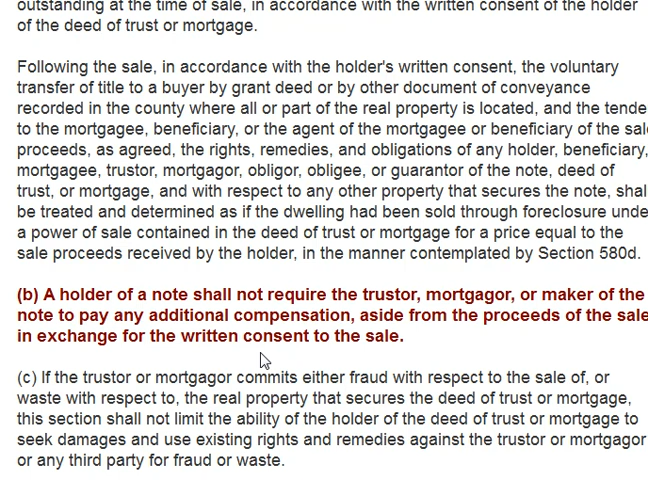 outstanding at the time of sale, in accordance with the written consent of the holder
of the deed of trust or mortgage.
Following the sale, in accordance with the holder's written consent, the voluntary
transfer of title to a buyer by grant deed or by other document of conveyance
recorded in the county where all or part of the real property is located, and the tende
to the mortgagee, beneficiary, or the agent of the mortgagee or beneficiary of the sal
proceeds, as agreed, the rights, remedies, and obligations of any holder, beneficiary,
mortgagee, trustor, mortgagor, obligor, obligee, or guarantor of the note, deed of
trust, or mortgage, and with respect to any other property that secures the note, shal
be treated and determined as if the dwelling had been sold through foreclosure unde
a power of sale contained in the deed of trust or mortgage for a price equal to the
sale proceeds received by the holder, in the manner contemplated by Section 580d.
(b) A holder of a note shall not require the trustor, mortgagor, or maker of the
note to pay any additional compensation, aside from the proceeds of the sale
in exchange for the written consent to the sale.
(c) If the trustor or mortgagor commits either fraud with respect to the sale of, or
waste with respect to, the real property that secures the deed of trust or mortgage,
this section shall not limit the ability of the holder of the deed of trust or mortgage to
seek damages and use existing rights and remedies against the trustor or mortgagor
or any third party for fraud or waste.